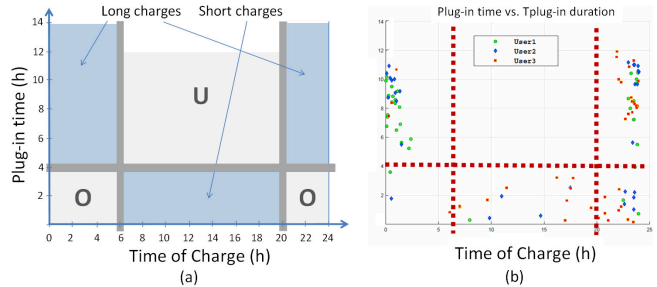 Long charges
Short charges
Plug-in time (h)
14
12
10
8
6
4
2
U
O
O
0 2 4 6 8 10 12 14 16 18 20 22 24
Time of Charge (h)
(a)
Plug-in time vs. Tplug-in duration
User1
User2
User3
14
12
10
8
6
4
2
0
0 5 10 15 20 25
Time of Charge (h)
(b)